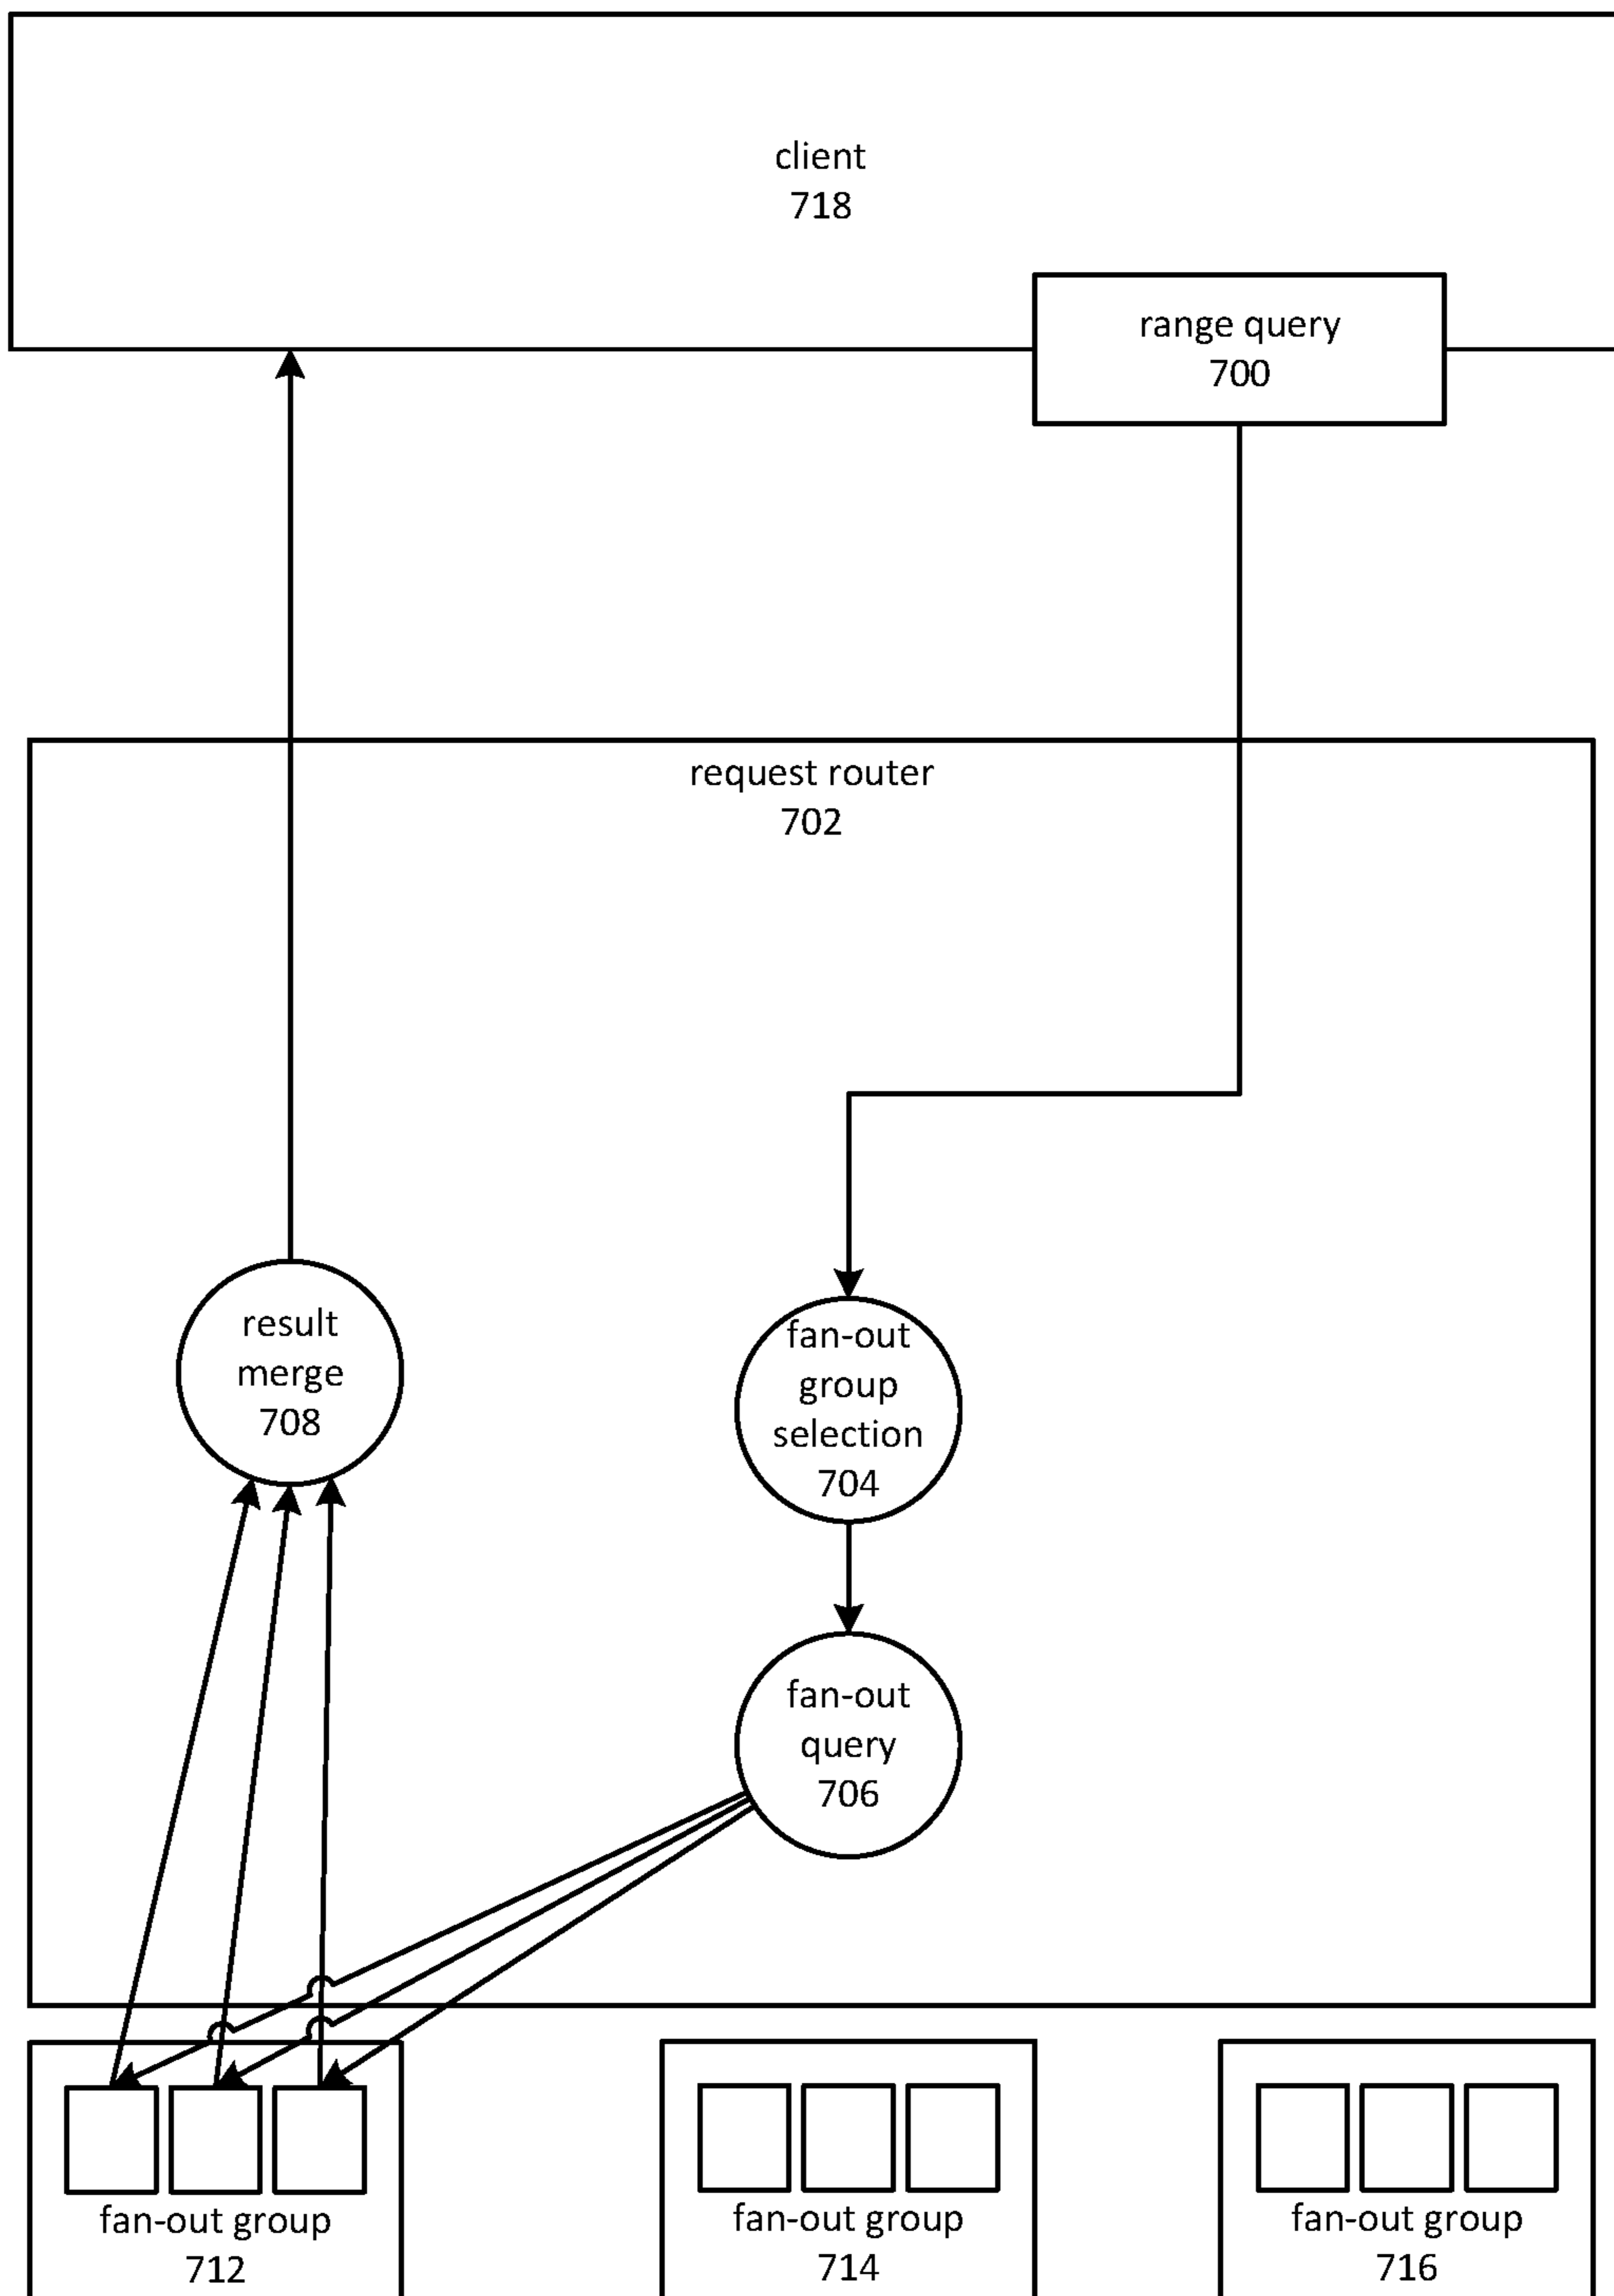 client
718
range query
700
request router
702
result
merge
708
fan-out
group
selection
704
fan-out
query
706
fan-out group
712
fan-out group
714
fan-out group
716